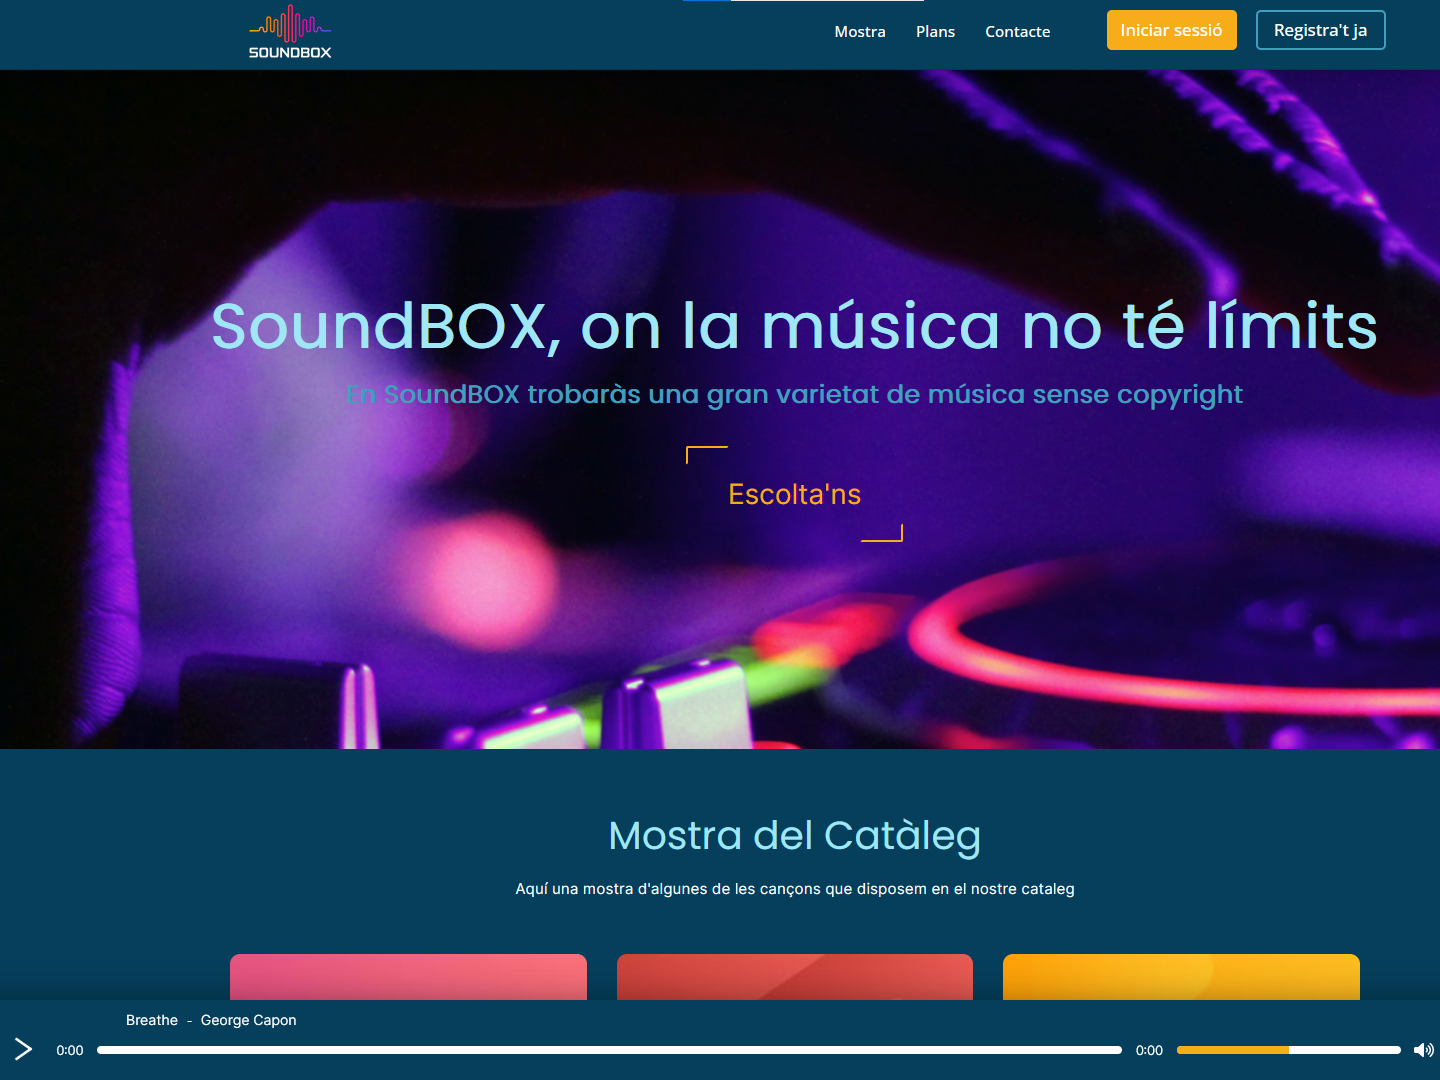 SOUNDBOX
Mostra
Plans
Contacte
Iniciar sessió
Registra't ja
SoundBOX, on la música no té límits
En SoundBOX trobaràs una gran varietat de música sense copyright
Escolta'ns
Mostra del Catàleg
Aquí una mostra d'algunes de les cançons que disposem en el nostre cataleg
Breathe - George Capon
0:00
0:00